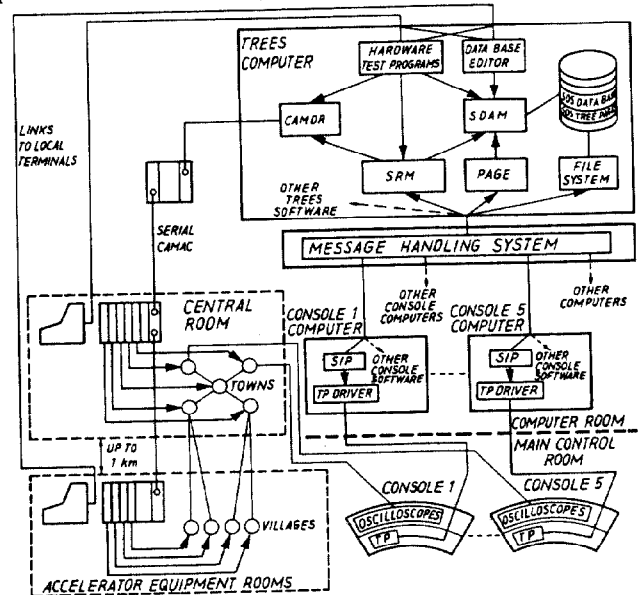 TREES
COMPUTER
HARDWARE
TEST PROGRAMS
DATA BASE
EDITOR
CAMDR
SDAM
SOS DATA BASE
SOS TREE
SRM
PAGE
FILE
SYSTEM
OTHER
TREES
SOFTWARE
LINKS
TO LOCAL
TERMINALS
SERIAL
CAMAC
MESSAGE HANDLING SYSTEM
OTHER
CONSOLE
COMPUTERS
OTHER
COMPUTERS
CONSOLE 1
COMPUTER
SIP
OTHER
CONSOLE
SOFTWARE
TP DRIVER
CONSOLE 5
COMPUTER
SIP
OTHER
CONSOLE
SOFTWARE
TP DRIVER
COMPUTER ROOM
MAIN CONTROL
ROOM
CENTRAL
ROOM
TOWNS
UP TO
1 km
VILLAGES
ACCELERATOR EQUIPMENT ROOMS
CONSOLE 1
OSCILLOSCOPES
TP
CONSOLE 5
OSCILLOSCOPES
TP